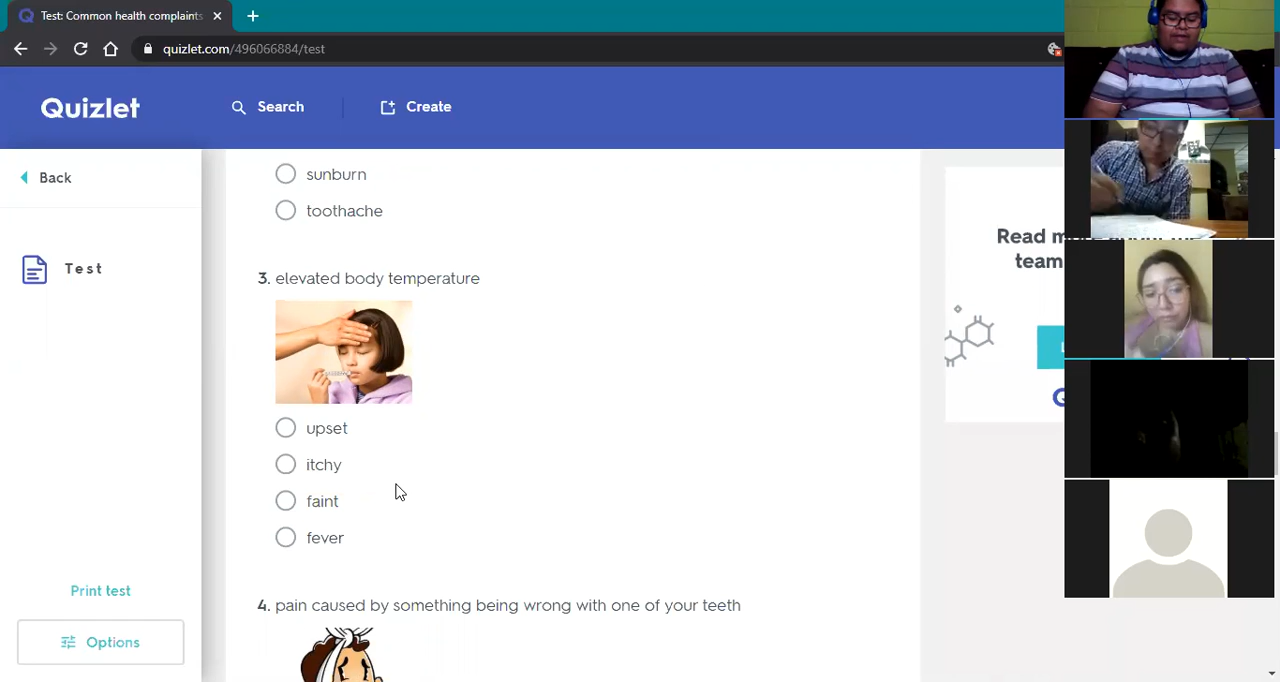 Test: Common health complaints
quizlet.com/496066884/test
Quizlet
Search
Create
Back
Test
Print test
Options
sunburn
toothache
3. elevated body temperature
upset
itchy
faint
fever
4. pain caused by something being wrong with one of your teeth
Read
team